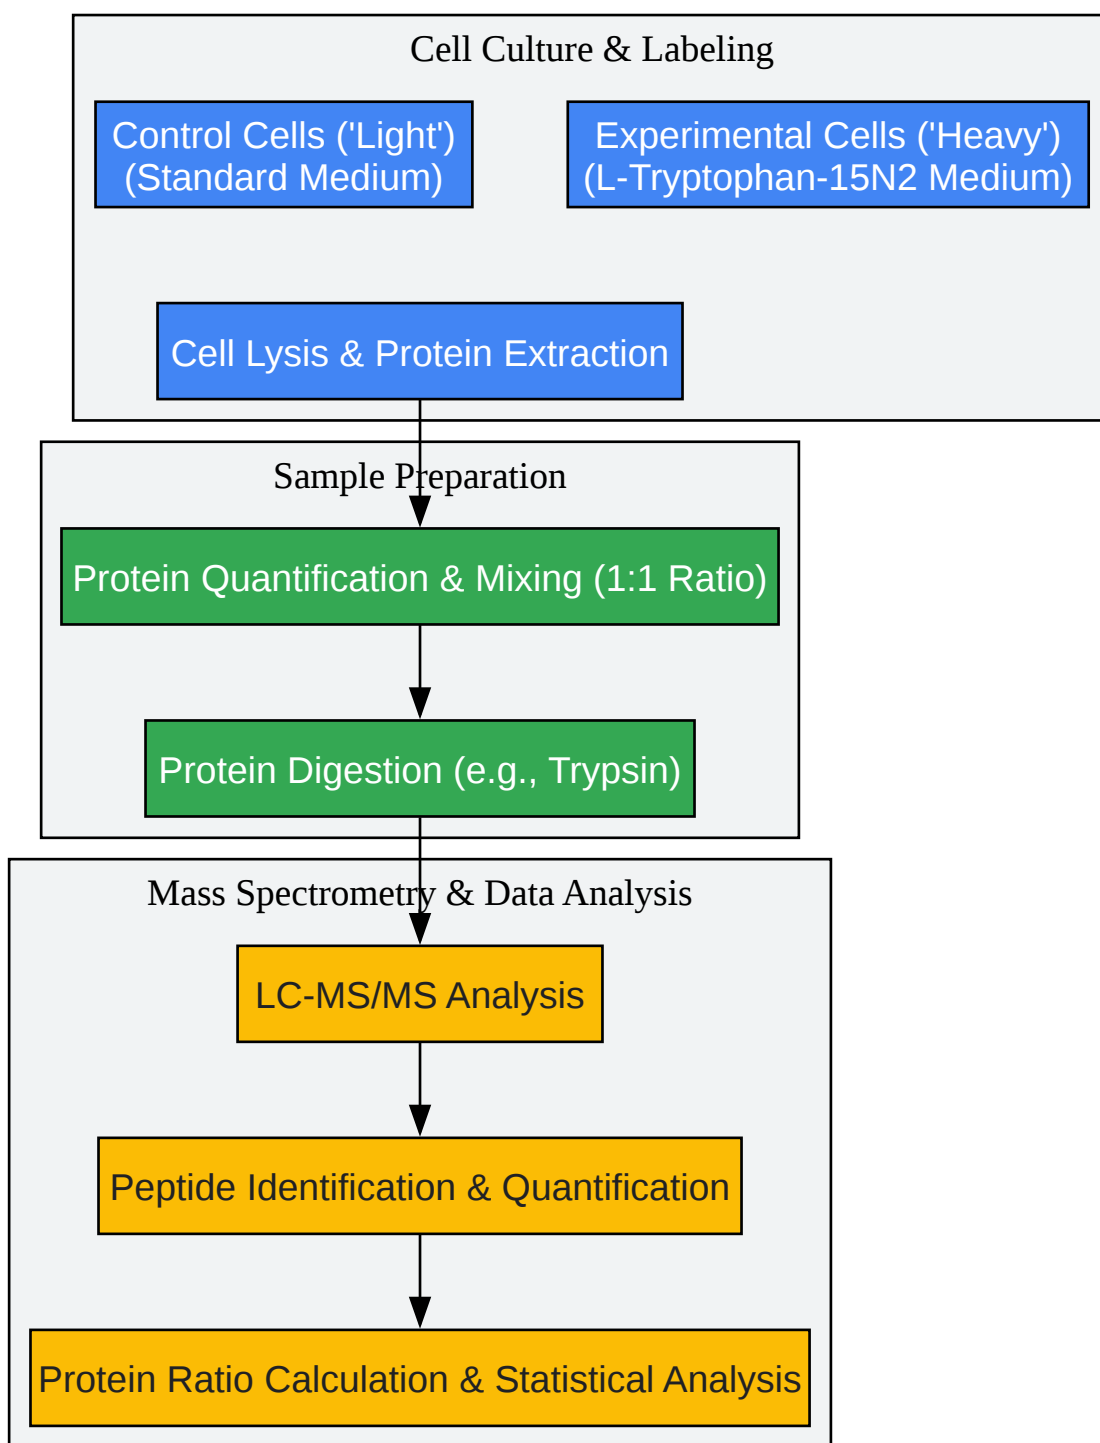 Cell Culture & Labeling
Control Cells ('Light')
(Standard Medium)
Experimental Cells ('Heavy')
(L-Tryptophan-15N2 Medium)
Cell Lysis & Protein Extraction
Sample Preparation
Protein Quantification & Mixing (1:1 Ratio)
Protein Digestion (e.g., Trypsin)
Mass Spectrometry & Data Analysis
LC-MS/MS Analysis
Peptide Identification & Quantification
Protein Ratio Calculation & Statistical Analysis